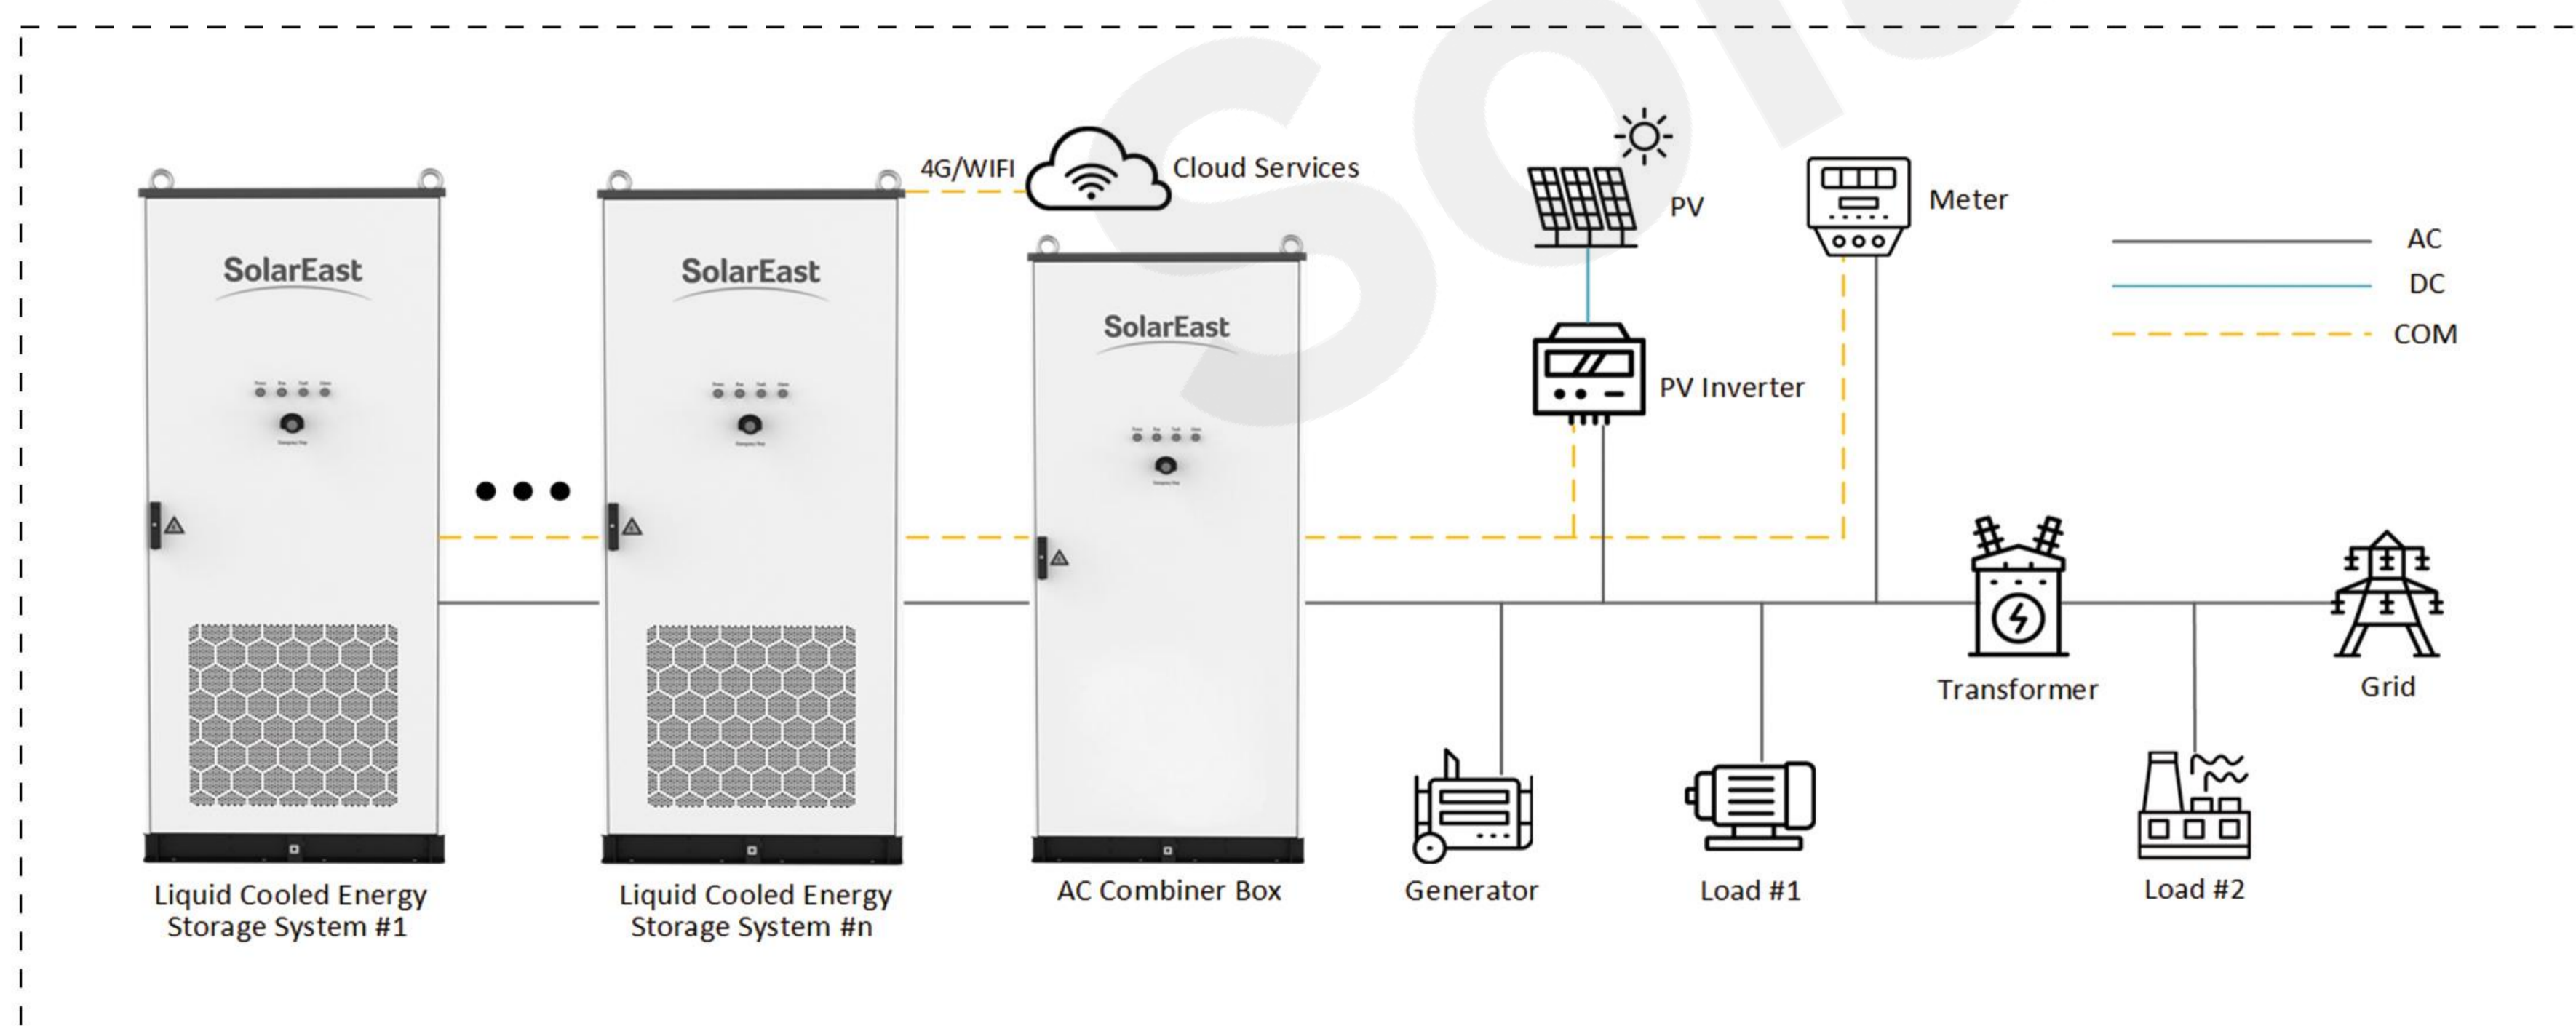 4G/WIFI
Cloud Services
PV
Meter
AC
DC
COM
SolarEast
SolarEast
SolarEast
PV Inverter
Transformer
Grid
Liquid Cooled Energy
Storage System #1
Liquid Cooled Energy
Storage System #n
AC Combiner Box
Generator
Load #1
Load #2